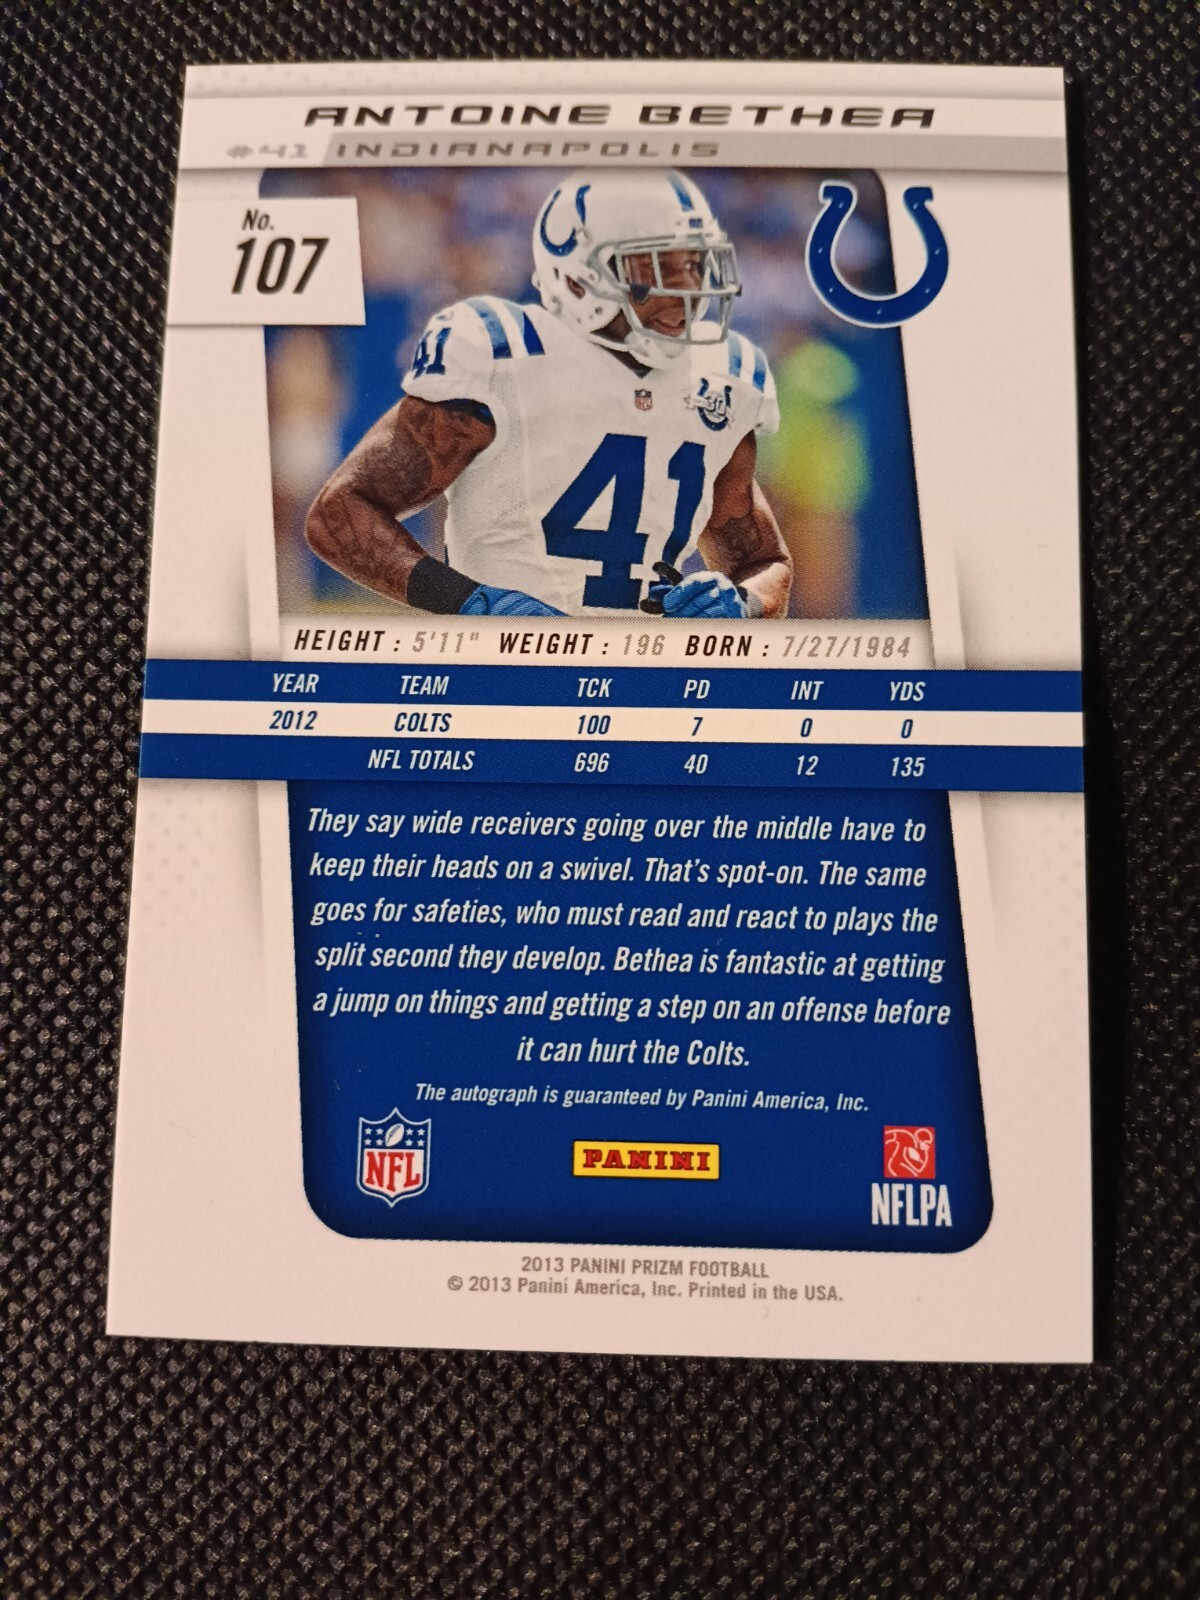 ANTOINE BETHEA
#41 INDIANAPOLIS
No.
107
41
30
41
HEIGHT : 5'11" WEIGHT : 196 BORN : 7/27/1984
YEAR TEAM TCK PD INT YDS
2012 COLTS 100 7 0 0
NFL TOTALS 696 40 12 135
They say wide receivers going over the middle have to
keep their heads on a swivel. That's spot-on. The same
goes for safeties, who must read and react to plays the
split second they develop. Bethea is fantastic at getting
a jump on things and getting a step on an offense before
it can hurt the Colts.
The autograph is guaranteed by Panini America, Inc.
NFL
PANINI
NFLPA
2013 PANINI PRIZM FOOTBALL
© 2013 Panini America, Inc. Printed in the USA.